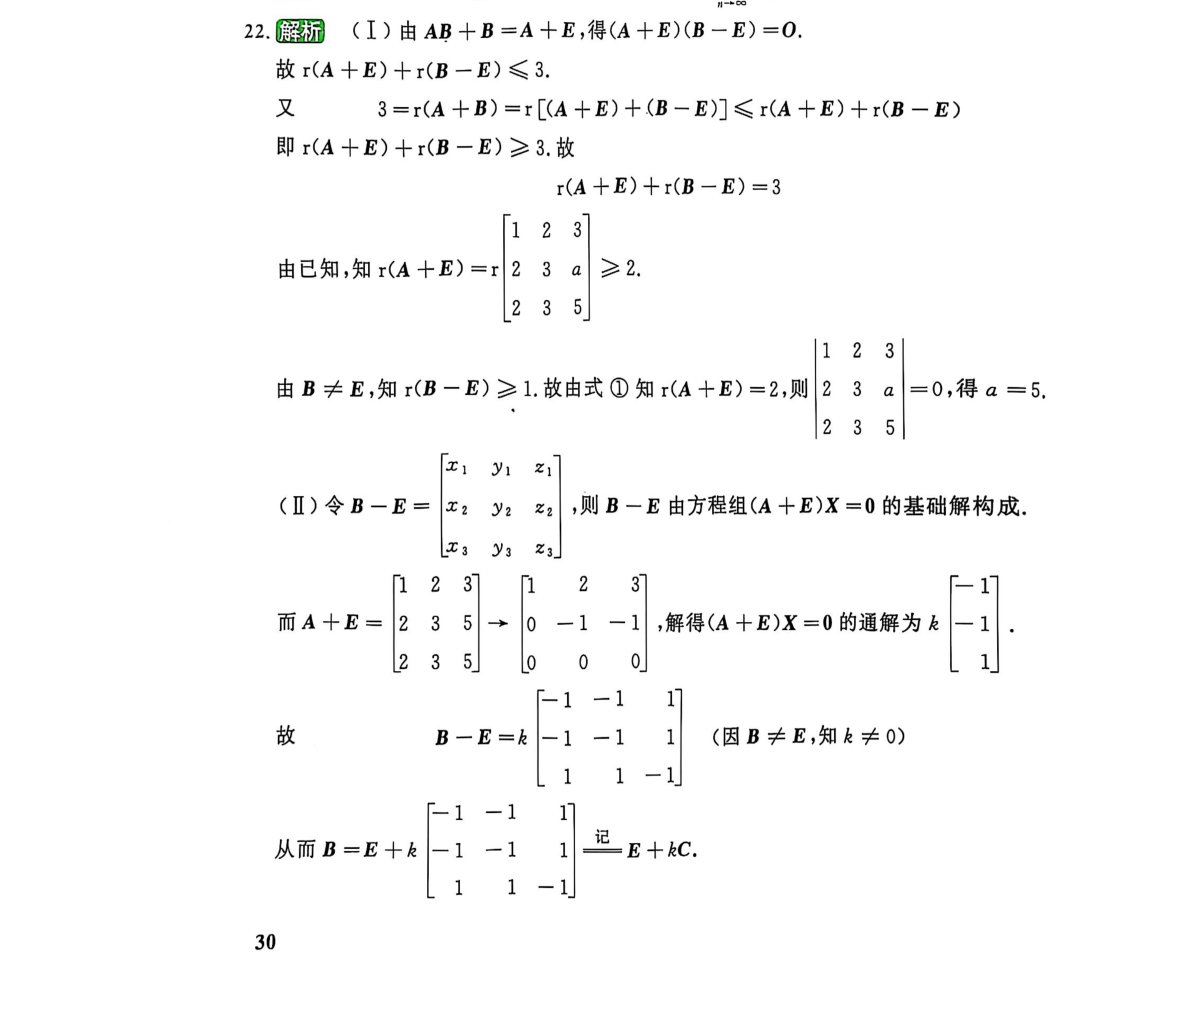 n→∞
22. 解析 (Ⅰ)由 AB+B=A+E,得(A+E)(B-E)=O.
故 r(A+E)+r(B-E)⩽3.
又 3=r(A+B)=r[(A+E)+(B-E)]⩽r(A+E)+r(B-E)
即 r(A+E)+r(B-E)⩾3.故
r(A+E)+r(B-E)=3
1 2 3
由已知,知 r(A+E)=r 2 3 a ⩾2.
2 3 5
1 2 3
由 B≠E,知 r(B-E)⩾1.故由式①知 r(A+E)=2,则 2 3 a =0,得 a=5.
2 3 5
x₁ y₁ z₁
(Ⅱ)令 B-E= x₂ y₂ z₂ ,则 B-E 由方程组(A+E)X=0 的基础解构成.
x₃ y₃ z₃
1 2 3 1 2 3 -1
而 A+E= 2 3 5 → 0 -1 -1 ,解得(A+E)X=0 的通解为 k -1 .
2 3 5 0 0 0 1
-1 -1 1
故 B-E=k -1 -1 1 (因 B≠E,知 k≠0)
1 1 -1
-1 -1 1
从而 B=E+k -1 -1 1 记 E+kC.
1 1 -1
30